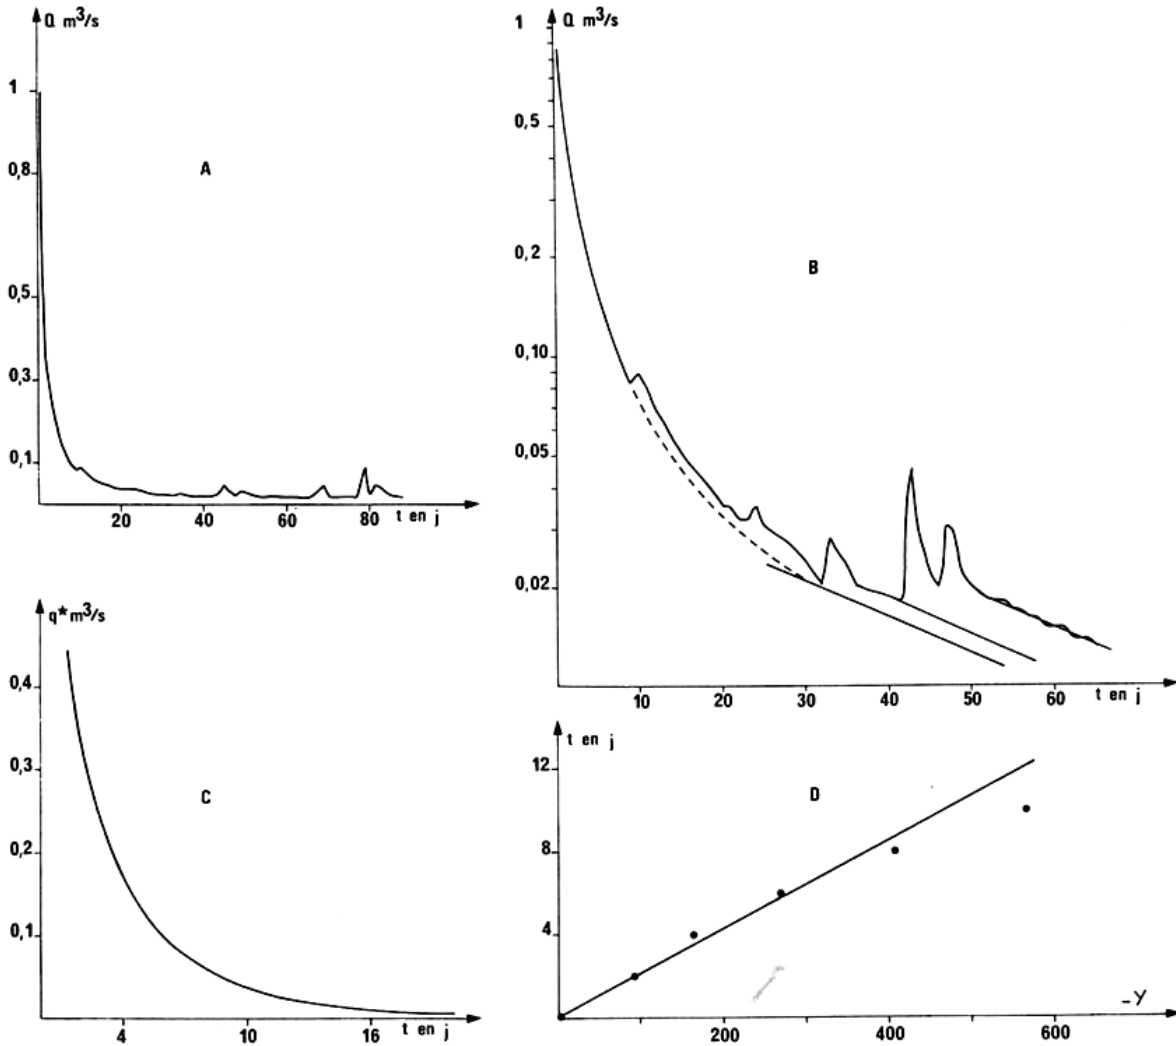 Q m³/s
1
0,8
0,5
0,3
0,1
A
20 40 60 80 t en j
1 Q m³/s
0,5
0,2
0,10
0,05
0,02
B
10 20 30 40 50 60 t en j
q* m³/s
0,4
0,3
0,2
0,1
C
4 10 16 t en j
t en j
12
8
4
D
200 400 600
-Y